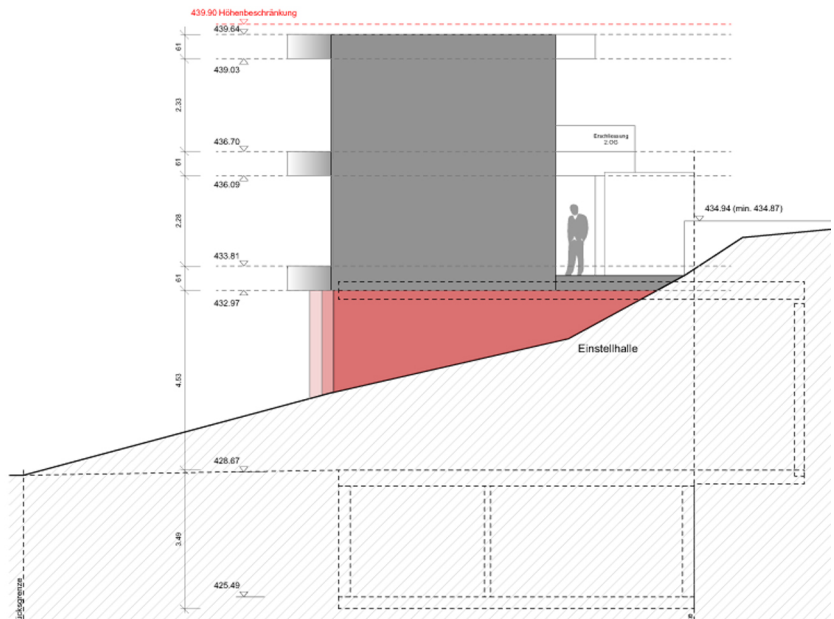 439.90 Höhenbeschränkung
439.64
61
439.03
2.33
436.70
Erschliessung
2.OG
61
436.09
434.94 (min. 434.87)
2.28
433.81
61
432.97
Einstellhalle
4.53
428.67
3.49
425.49
ücksgrenze